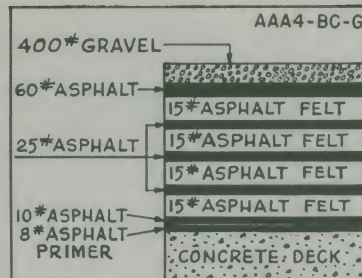 AAA4-BC-G
400# GRAVEL
60# ASPHALT
15# ASPHALT FELT
25# ASPHALT
15# ASPHALT FELT
15# ASPHALT FELT
15# ASPHALT FELT
10# ASPHALT
8# ASPHALT
PRIMER
CONCRETE DECK